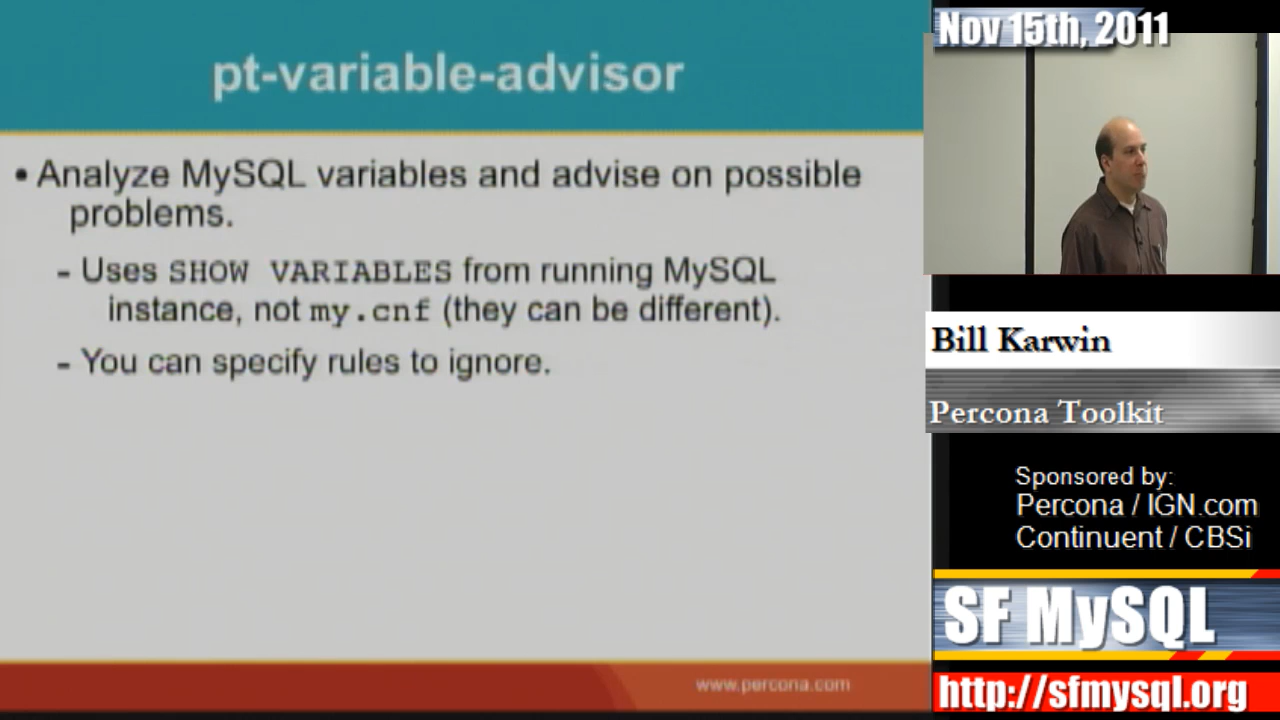 pt-variable-advisor
• Analyze MySQL variables and advise on possible
problems.
- Uses SHOW VARIABLES from running MySQL
instance, not my.cnf (they can be different).
- You can specify rules to ignore.
www.percona.com
Nov 15th, 2011
Bill Karwin
Percona Toolkit
Sponsored by:
Percona / IGN.com
Continuent / CBSi
SF MySQL
http://sfmysql.org